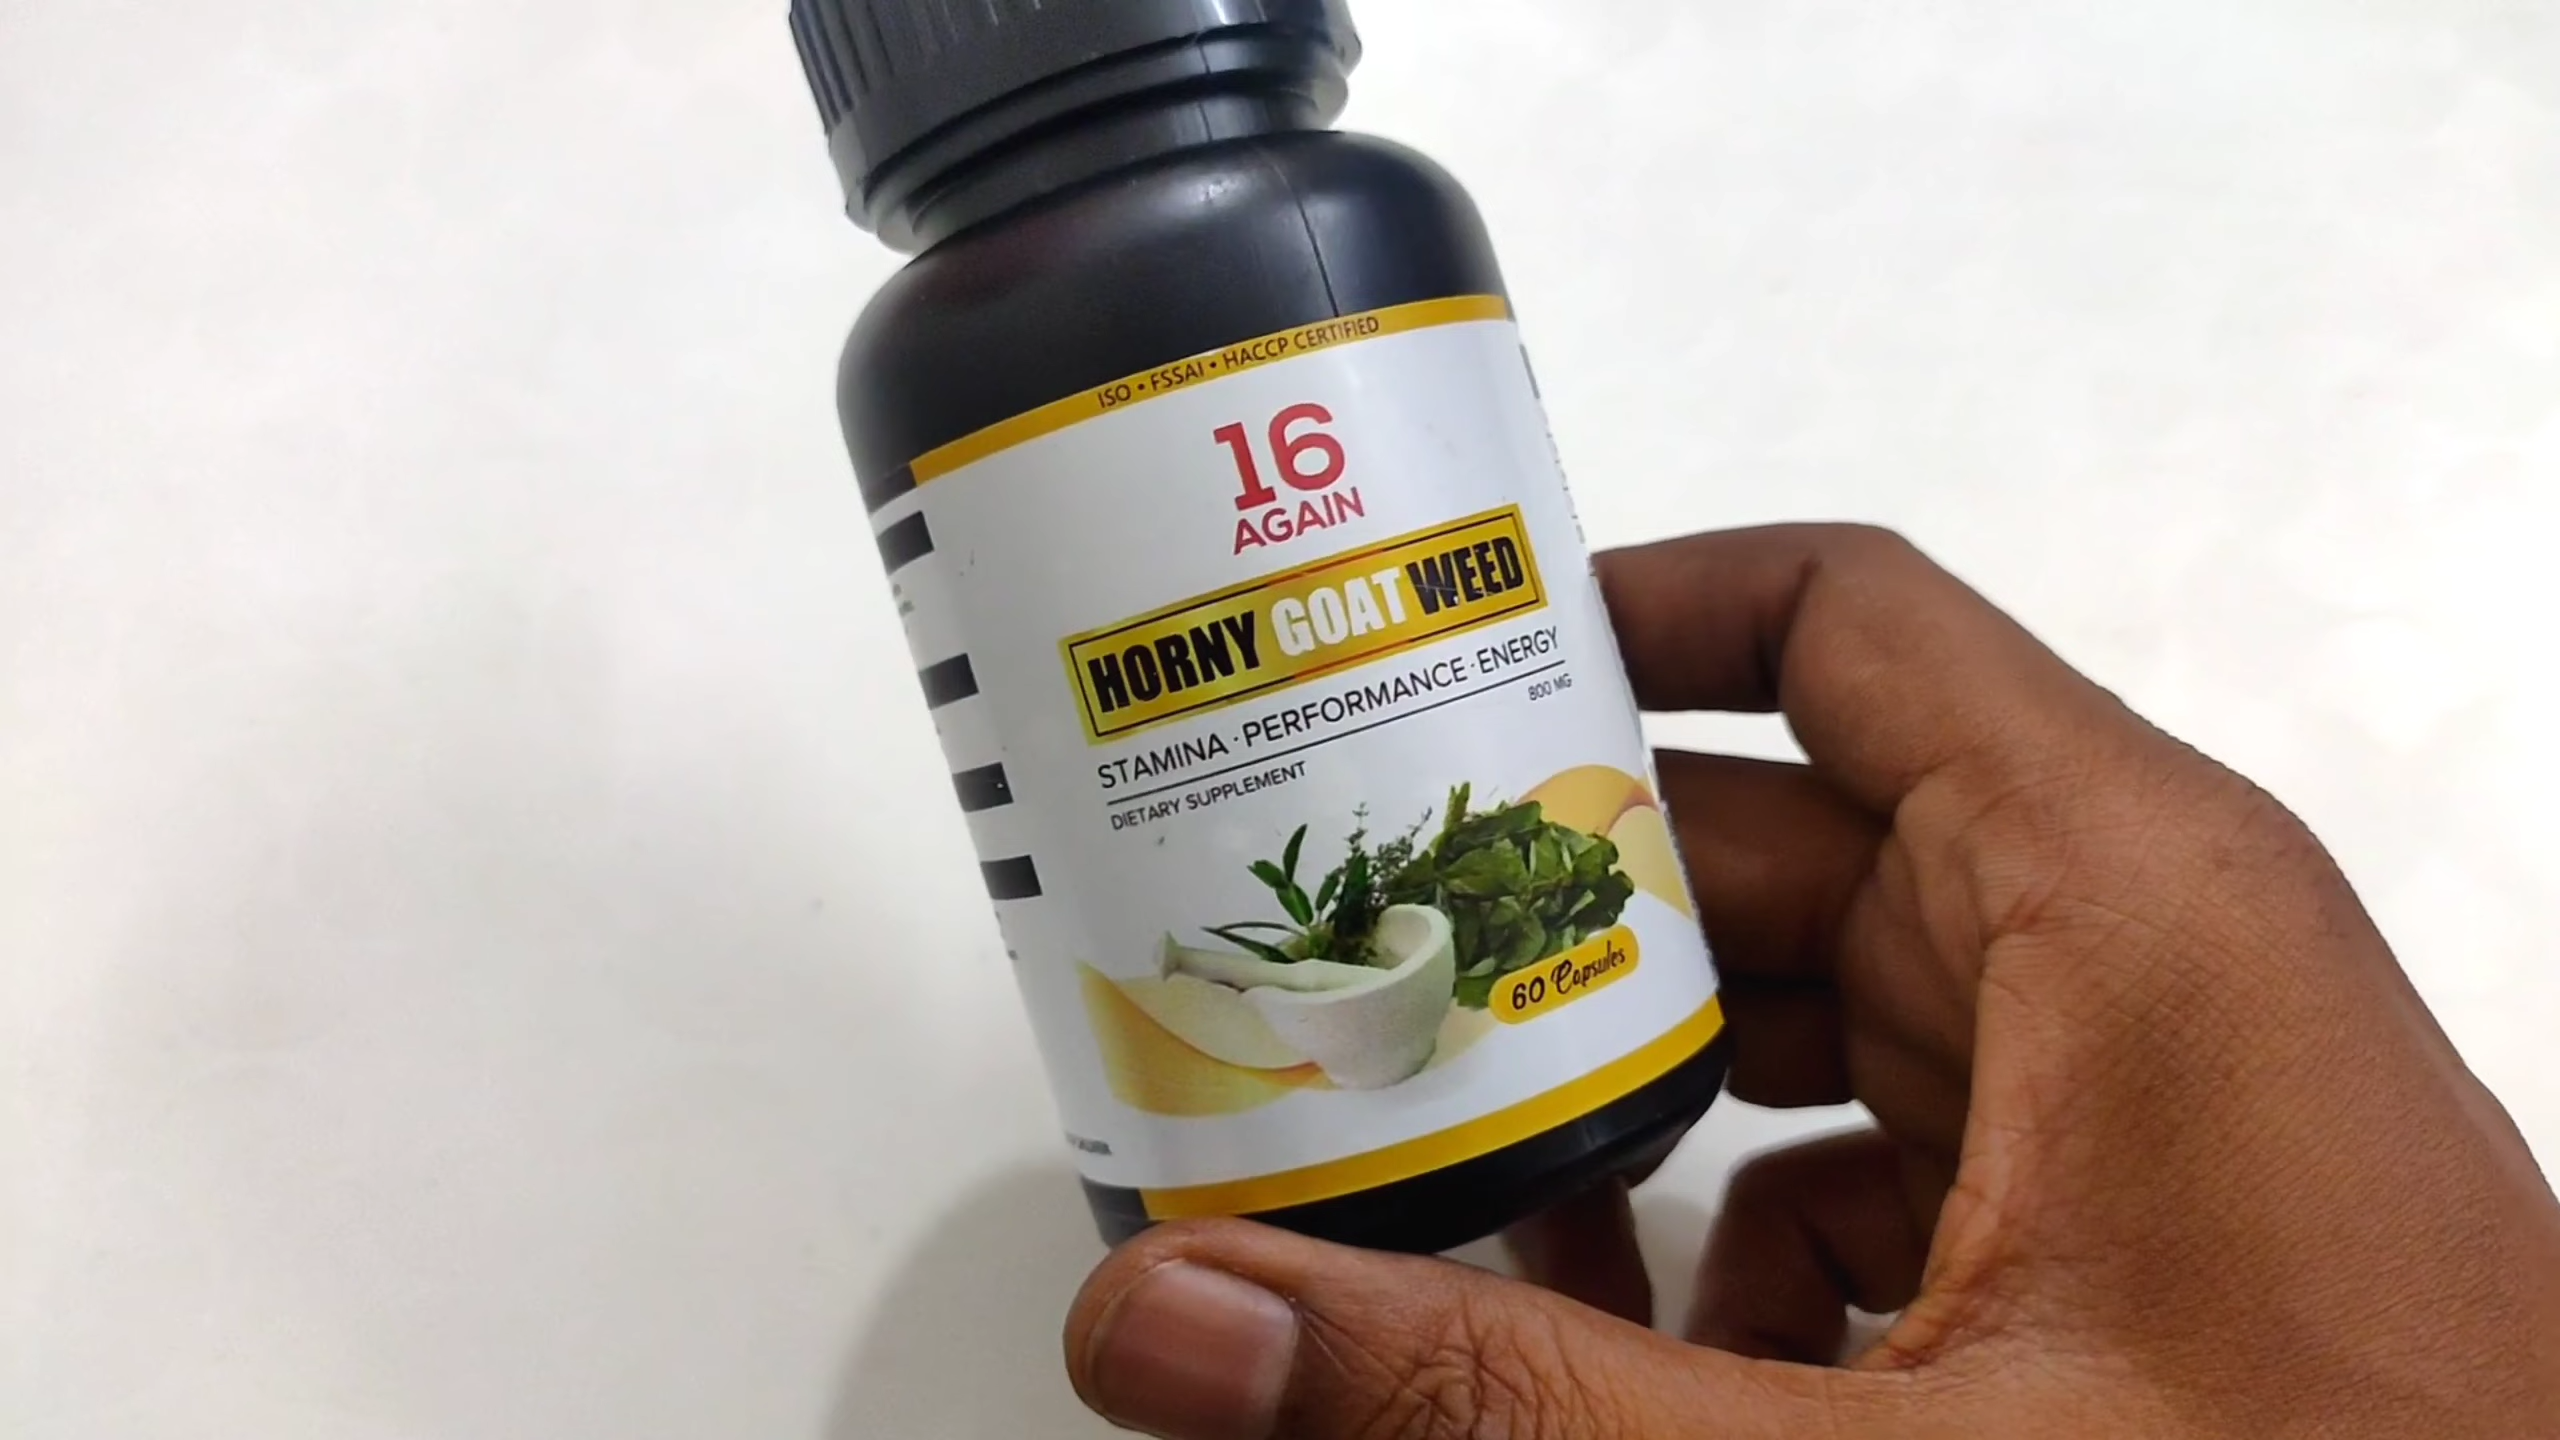 ISO • FSSAI • HACCP CERTIFIED
16
AGAIN
HORNY GOAT WEED
STAMINA · PERFORMANCE · ENERGY
800 MG
DIETARY SUPPLEMENT
60 Capsules